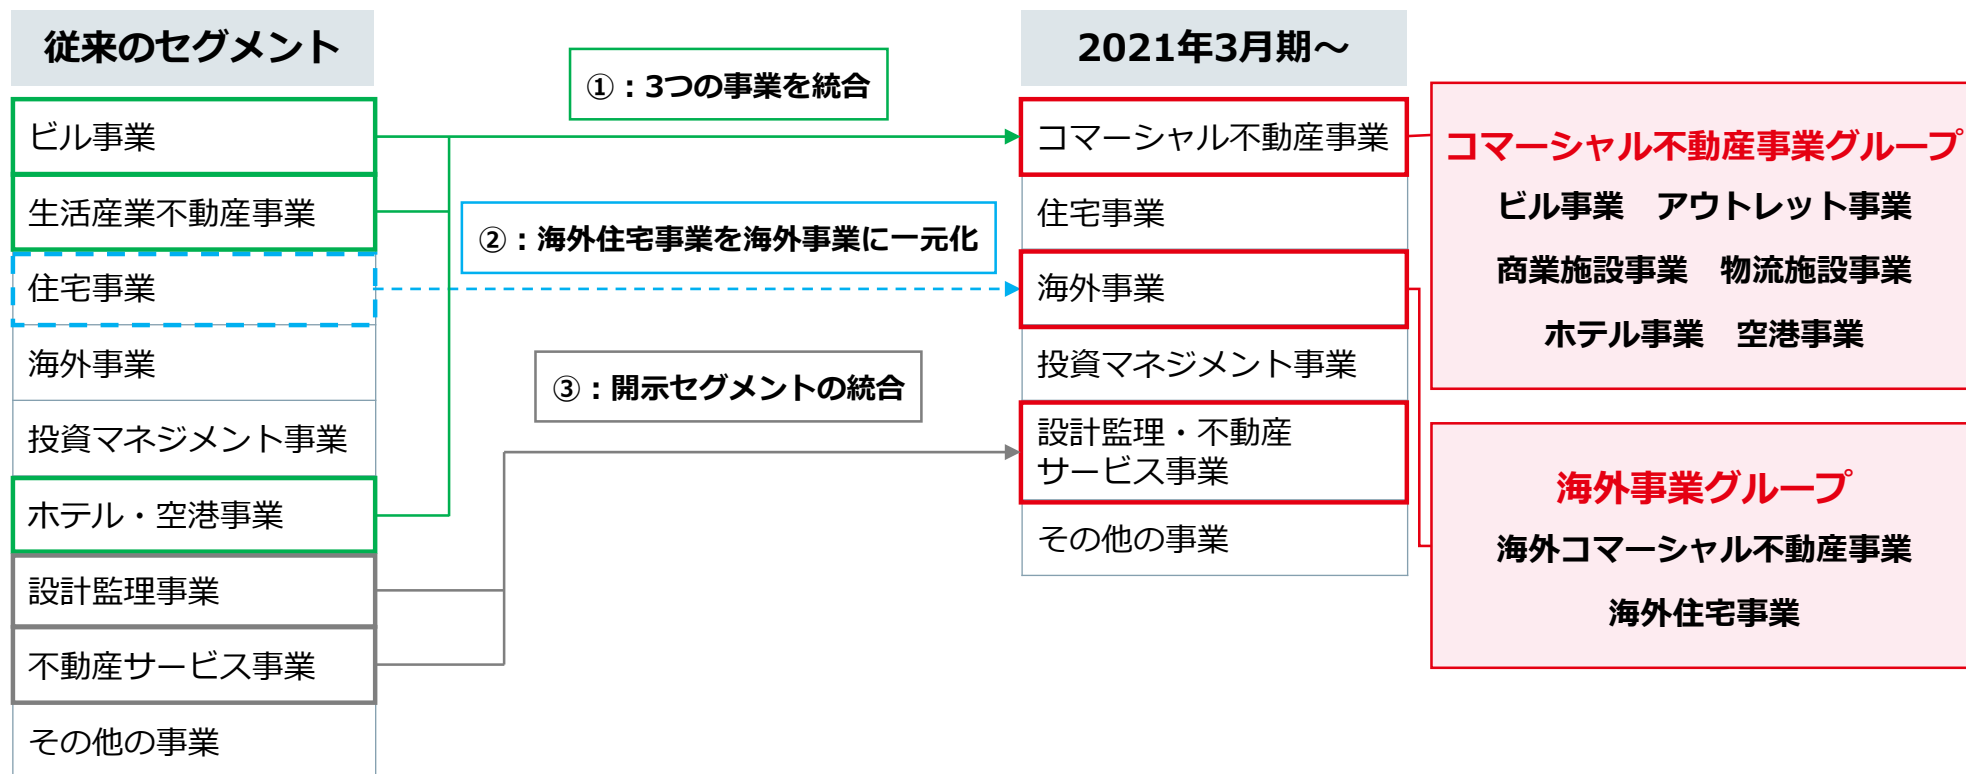 従来のセグメント
ビル事業
生活産業不動産事業
住宅事業
海外事業
投資マネジメント事業
ホテル・空港事業
設計監理事業
不動産サービス事業
その他の事業
①：3つの事業を統合
②：海外住宅事業を海外事業に一元化
③：開示セグメントの統合
2021年3月期～
コマーシャル不動産事業
住宅事業
海外事業
投資マネジメント事業
設計監理・不動産
サービス事業
その他の事業
コマーシャル不動産事業グループ
ビル事業　アウトレット事業
商業施設事業　物流施設事業
ホテル事業　空港事業
海外事業グループ
海外コマーシャル不動産事業
海外住宅事業